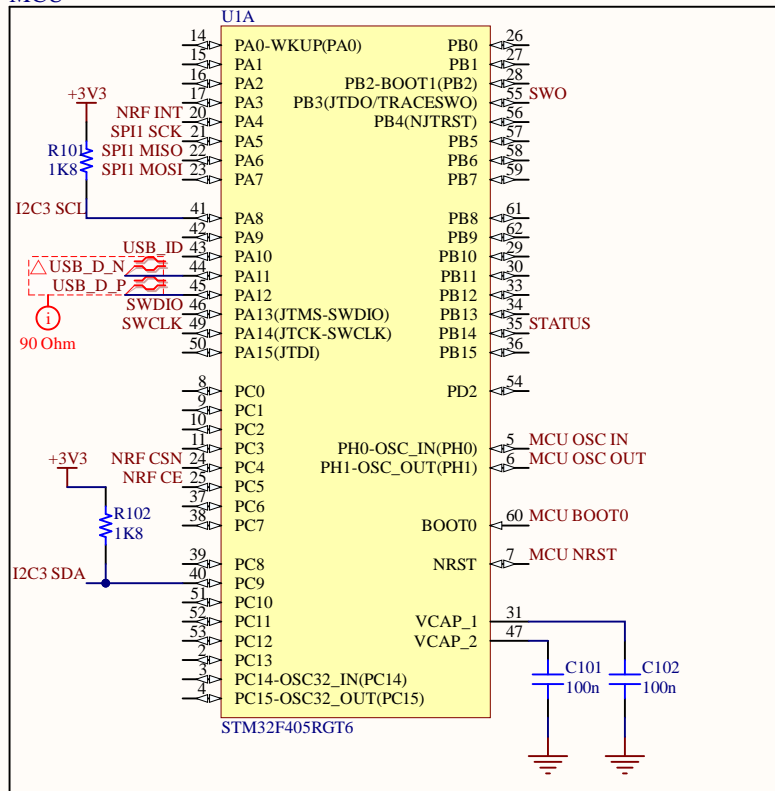 MCU
U1A
14 PA0-WKUP(PA0) PB0 26
15 PA1 PB1 27
16 PA2 PB2-BOOT1(PB2) 28
+3V3 17 PA3 PB3(JTDO/TRACESWO) 55 SWO
NRF INT 20 PA4 PB4(NJTRST) 56
SPI1 SCK 21 PA5 PB5 57
R101 SPI1 MISO 22 PA6 PB6 58
1K8 SPI1 MOSI 23 PA7 PB7 59
I2C3 SCL 41 PA8 PB8 61
42 PA9 PB9 62
USB_ID 43 PA10 PB10 29
USB_D_N 44 PA11 PB11 30
USB_D_P 45 PA12 PB12 33
SWDIO 46 PA13(JTMS-SWDIO) PB13 34
SWCLK 49 PA14(JTCK-SWCLK) PB14 35 STATUS
i
90 Ohm 50 PA15(JTDI) PB15 36
8 PC0 PD2 54
9 PC1
10 PC2
11 PC3 PH0-OSC_IN(PH0) 5 MCU OSC IN
+3V3 NRF CSN 24 PC4 PH1-OSC_OUT(PH1) 6 MCU OSC OUT
NRF CE 25 PC5
37 PC6
R102 38 PC7 BOOT0 60 MCU BOOT0
1K8
39 PC8 NRST 7 MCU NRST
I2C3 SDA 40 PC9
51 PC10
52 PC11 VCAP_1 31
53 PC12 VCAP_2 47
2 PC13
3 PC14-OSC32_IN(PC14) C101 C102
4 PC15-OSC32_OUT(PC15) 100n 100n
STM32F405RGT6